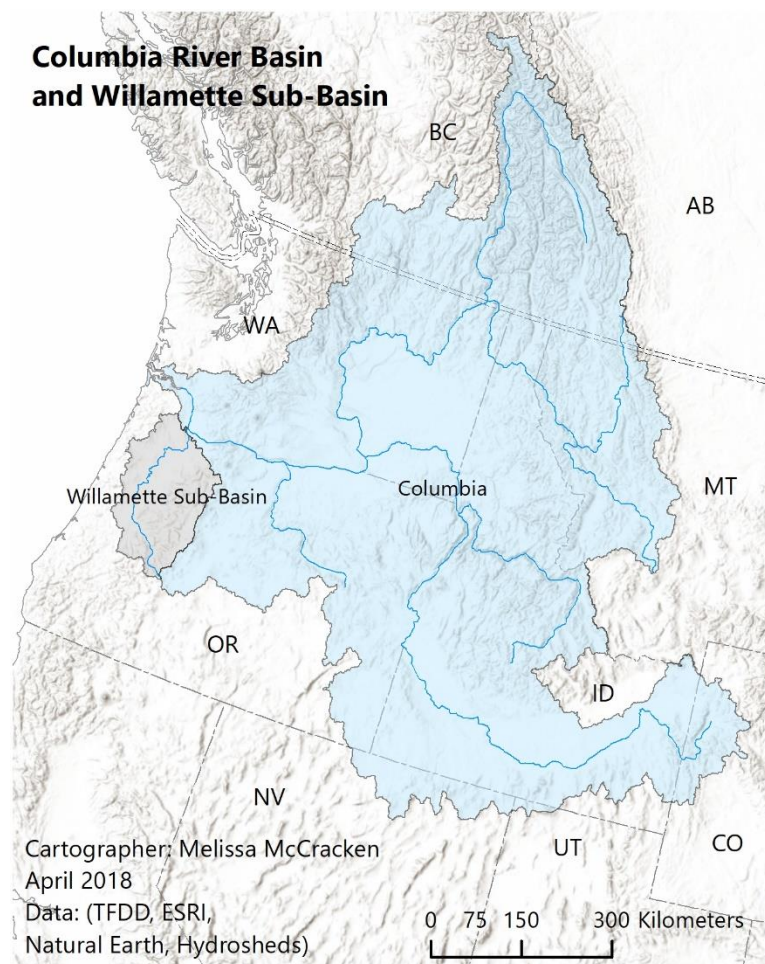 Columbia River Basin
and Willamette Sub-Basin
BC
AB
WA
Willamette Sub-Basin
Columbia
MT
OR
ID
NV
UT
CO
Cartographer: Melissa McCracken
April 2018
Data: (TFDD, ESRI,
Natural Earth, Hydrosheds)
0 75 150 300 Kilometers